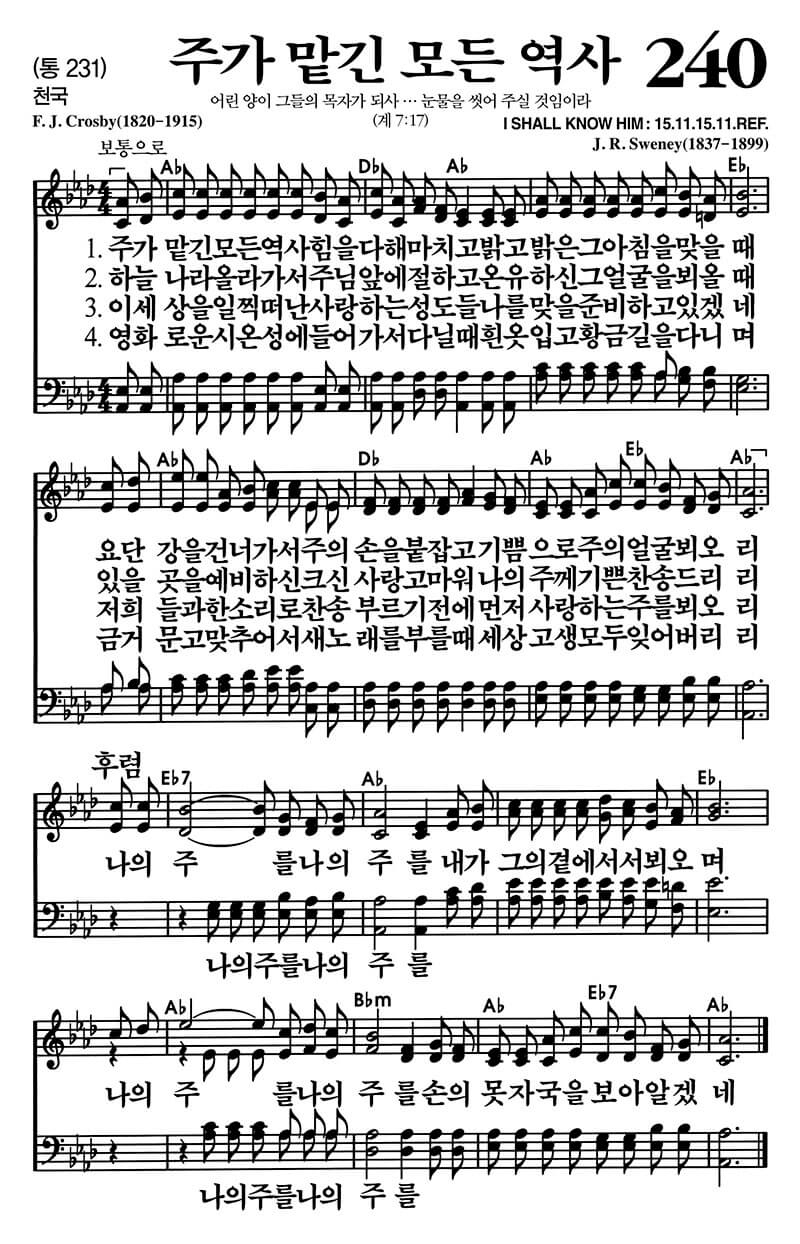 (통 231)
주가 맡긴 모든 역사 240
천국
어린 양이 그들의 목자가 되사 … 눈물을 씻어 주실 것임이라
F. J. Crosby(1820-1915)
(계 7:17)
I SHALL KNOW HIM : 15.11.15.11.REF.
J. R. Sweney(1837-1899)
보통으로
A♭ D♭ A♭ E♭
1. 주가 맡긴모든역사힘을다해마치고밝고밝은그아침을맞을 때
2. 하늘 나라올라가서주님앞에절하고온유하신그얼굴을뵈올 때
3. 이세 상을일찍떠난사랑하는성도들나를맞을준비하고있겠 네
4. 영화 로운시온성에들어가서다닐때흰옷입고황금길을다니 며
A♭ D♭ A♭ E♭ A♭
요단 강을건너가서주의 손을붙잡고기쁨으로주의얼굴뵈오 리
있을 곳을예비하신크신 사랑고마워나의주께기쁜찬송드리 리
저희 들과한소리로찬송 부르기전에먼저사랑하는주를뵈오 리
금거 문고맞추어서새노 래를부를때세상고생모두잊어버리 리
후렴
E♭7 A♭ E♭
나의 주 를나의 주 를 내가 그의곁에서서뵈오 며
나의주를나의 주 를
A♭ B♭m A♭ E♭7 A♭
나의 주 를나의 주 를손의 못자국을보아알겠 네
나의주를나의 주 를